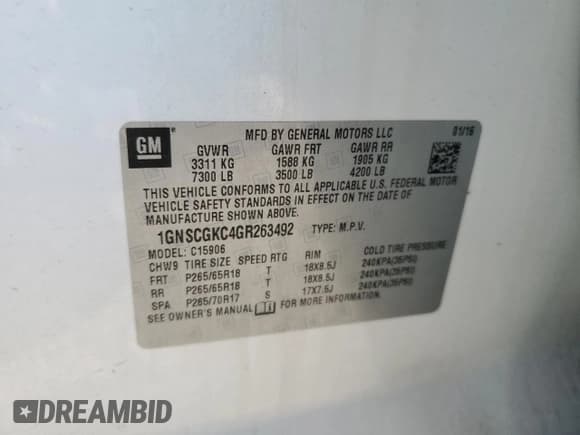 GM
MFD BY GENERAL MOTORS LLC 01/16
GVWR GAWR FRT GAWR RR
3311 KG 1588 KG 1905 KG
7300 LB 3500 LB 4200 LB
THIS VEHICLE CONFORMS TO ALL APPLICABLE U.S. FEDERAL MOTOR
VEHICLE SAFETY STANDARDS IN EFFECT ON THE DATE OF
MANUFACTURE SHOWN ABOVE.
1GNSCGKC4GR263492 TYPE: M.P.V.
MODEL: C15906
CHW9 TIRE SIZE SPEED RTG RIM COLD TIRE PRESSURE
FRT P265/65R18 T 18X8.5J 240KPA(35PSI)
RR P265/65R18 T 18X8.5J 240KPA(35PSI)
SPA P265/70R17 S 17X7.5J 240KPA(35PSI)
SEE OWNER'S MANUAL FOR MORE INFORMATION.
DREAMBID